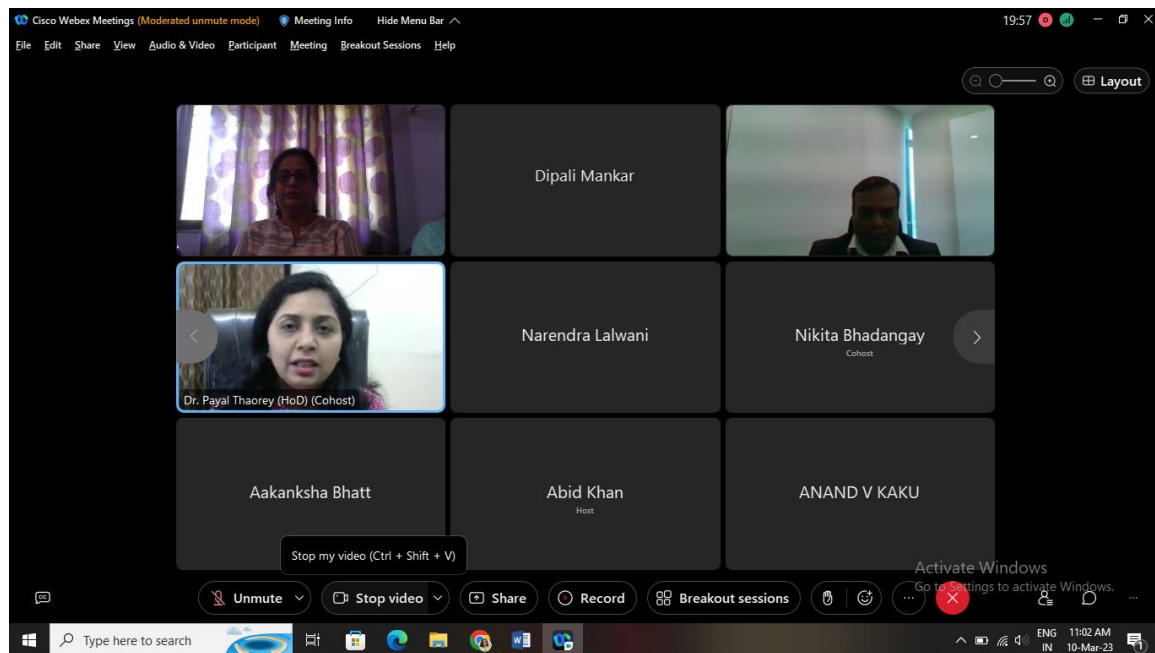 Cisco Webex Meetings (Moderated unmute mode) Meeting Info Hide Menu Bar 19:57
File Edit Share View Audio & Video Participant Meeting Breakout Sessions Help
Layout
Dipali Mankar
Dr. Payal Thaorey (HoD) (Cohost)
Narendra Lalwani
Nikita Bhadangay
Cohost
Aakanksha Bhatt
Abid Khan
Host
ANAND V KAKU
Stop my video (Ctrl + Shift + V)
Activate Windows
Go to Settings to activate Windows.
CC
Unmute Stop video Share Record Breakout sessions
Type here to search
ENG 11:02 AM
IN 10-Mar-23
1